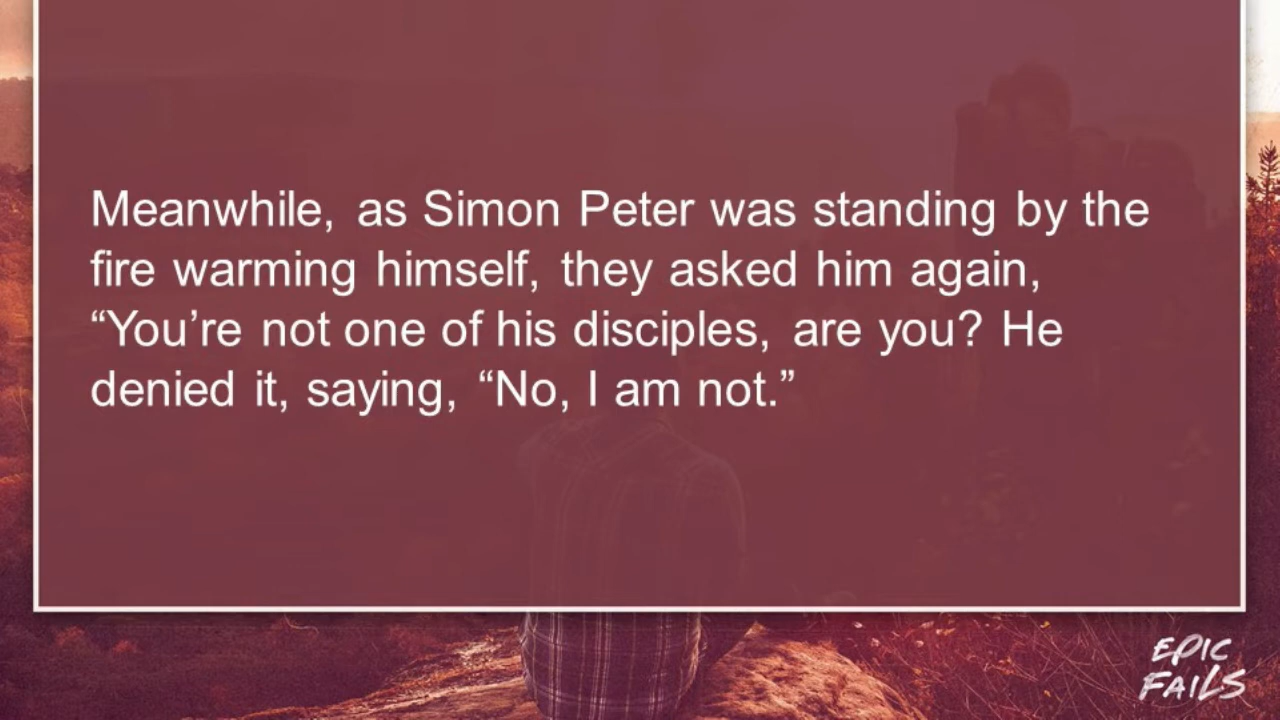 Meanwhile, as Simon Peter was standing by the
fire warming himself, they asked him again,
“You’re not one of his disciples, are you? He
denied it, saying, “No, I am not.”
EPIC
FAILS